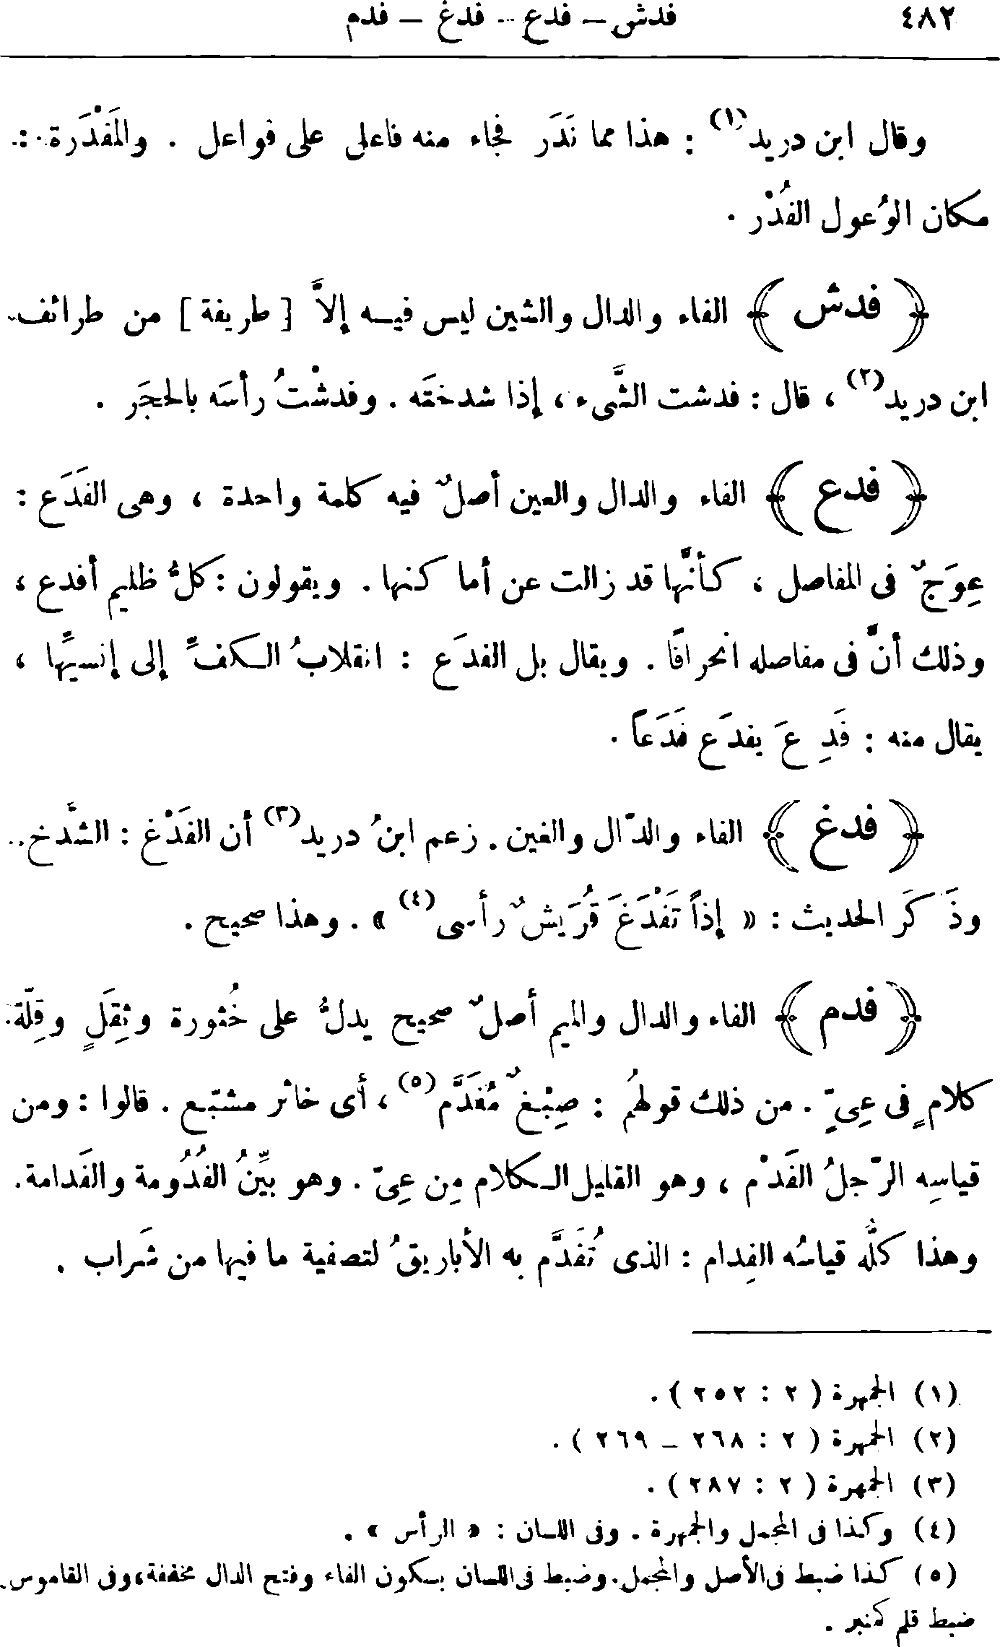 ٤٨٢ فدش – فدع – فدغ – فدم
وقال ابن دريد(١) : هذا مما نَدَر فجاء منه فاعلى على فواعل . والمَفْدَرة :
مكان الوُعول الفُدْر .
﴿ فدش ﴾ الفاء والدال والشين ليس فيه إلاَّ [ طريفة ] من طرائف
ابن دريد(٢) ، قال : فدشت الشَّىء ، إذا شدختَه . وفدشْتُ رأسَه بالحجَر .
﴿ فدع ﴾ الفاء والدال والعين أصلٌ فيه كلمة واحدة ، وهى الفَدَع :
عِوَجٌ فى المفاصل ، كأنَّها قد زالت عن أماكنها . ويقولون : كلُّ ظليم أفدع ،
وذلك أنَّ فى مفاصله انحرافًا . ويقال بل الفدَع : انقلابُ الكفِّ إلى إنسيِّها ،
يقال منه : فَدِعَ يفدَع فَدَعاً .
﴿ فدغ ﴾ الفاء والدّال والغين . زعم ابنُ دريد(٣) أن الفَدْغ : الشَّدخ .
وذَكَر الحديث : « إذاً تَفْدَغَ قُرَيشٌ رأسى(٤) » . وهذا صحيح .
﴿ فدم ﴾ الفاء والدال والميم أصلٌ صحيح يدلُّ على خُثورة وثِقَلٍ وقِلّة
كلامٍ فى عِىٍّ . من ذلك قولهُم : صِبْغٌ مُفَدَّم(٥) ، أى خاثر مشبّع . قالوا : ومن
قياسِه الرّجلُ الفَدْم ، وهو القليل الكلام مِن عِىّ . وهو بيِّنُ الفُدُومة والفَدامة .
وهذا كلُّه قياسُه الفِدام : الذى تُفَدَّم به الأباريقُ لتصفية ما فيها من شَراب .
(١) الجمهرة ( ٢ : ٢٥٢ ) .
(٢) الجمهرة ( ٢ : ٢٦٨ – ٢٦٩ ) .
(٣) الجمهرة ( ٢ : ٢٨٧ ) .
(٤) وكذا فى المجمل والجمهرة . وفى اللسان : « الرأس » .
(٥) كذا ضبط فى الأصل والمجمل . وضبط فى اللسان بسكون الفاء وفتح الدال مخففة ، وفى القاموس
ضبط قلم كمنبر .